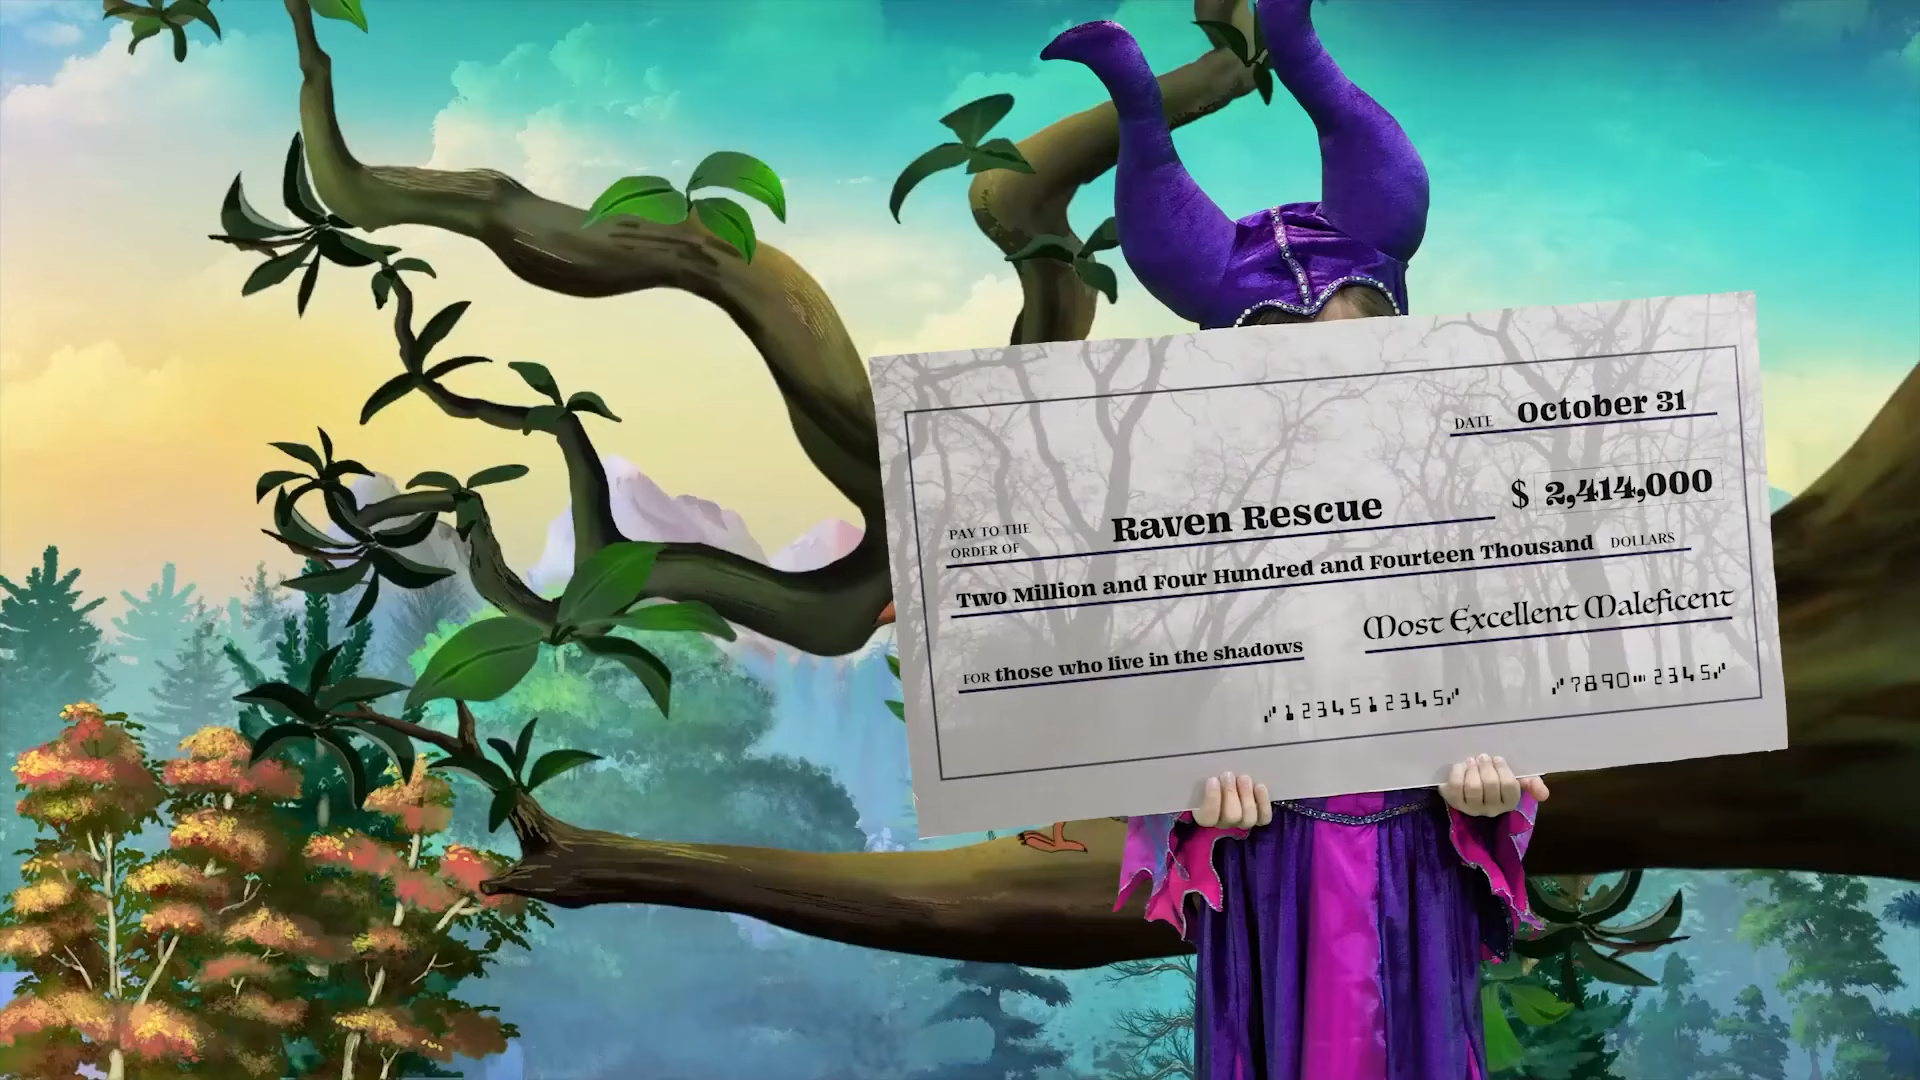 DATE October 31
$ 2,414,000
PAY TO THE
ORDER OF Raven Rescue
Two Million and Four Hundred and Fourteen Thousand DOLLARS
FOR those who live in the shadows
Most Excellent Maleficent
⑈1234512345⑈ ⑈7890⑉2345⑈